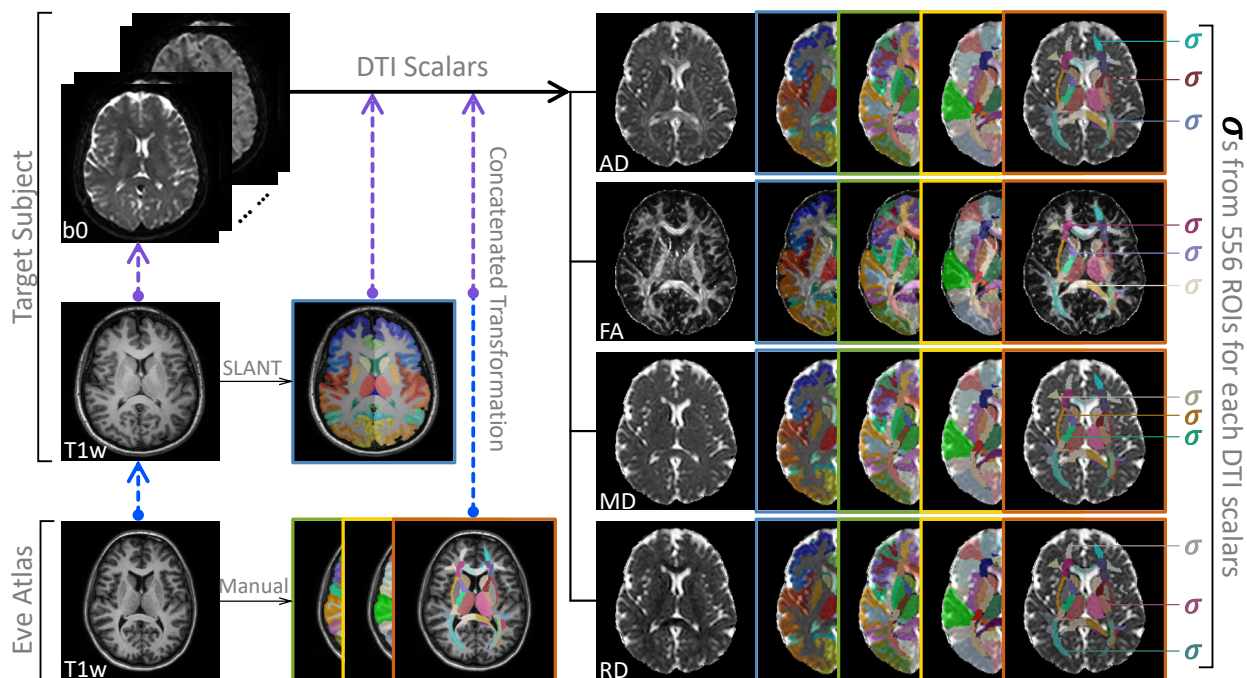 Target Subject
b0
T1w
SLANT
DTI Scalars
Concatenated Transformation
Eve Atlas
T1w
Manual
AD
σ
σ
σ
FA
σ
σ
σ
MD
σ
σ
σ
RD
σ
σ
σ
σs from 556 ROIs for each DTI scalars